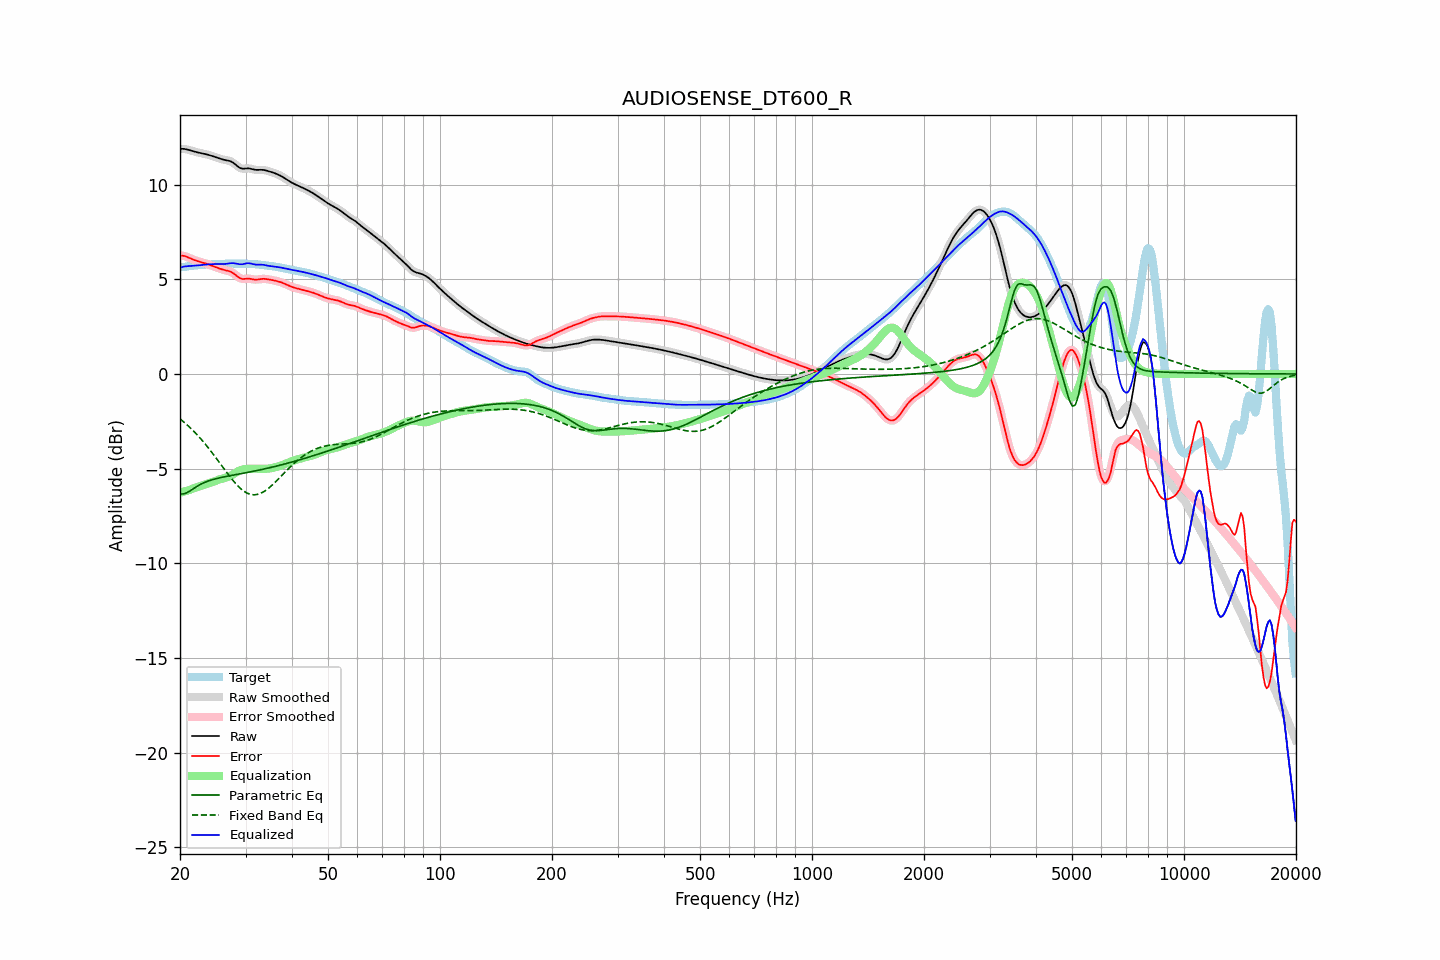 AUDIOSENSE_DT600_R
Amplitude (dBr)
10
5
0
−5
−10
−15
−20
−25
Target
Raw Smoothed
Error Smoothed
Raw
Error
Equalization
Parametric Eq
Fixed Band Eq
Equalized
20 50 100 200 500 1000 2000 5000 10000 20000
Frequency (Hz)